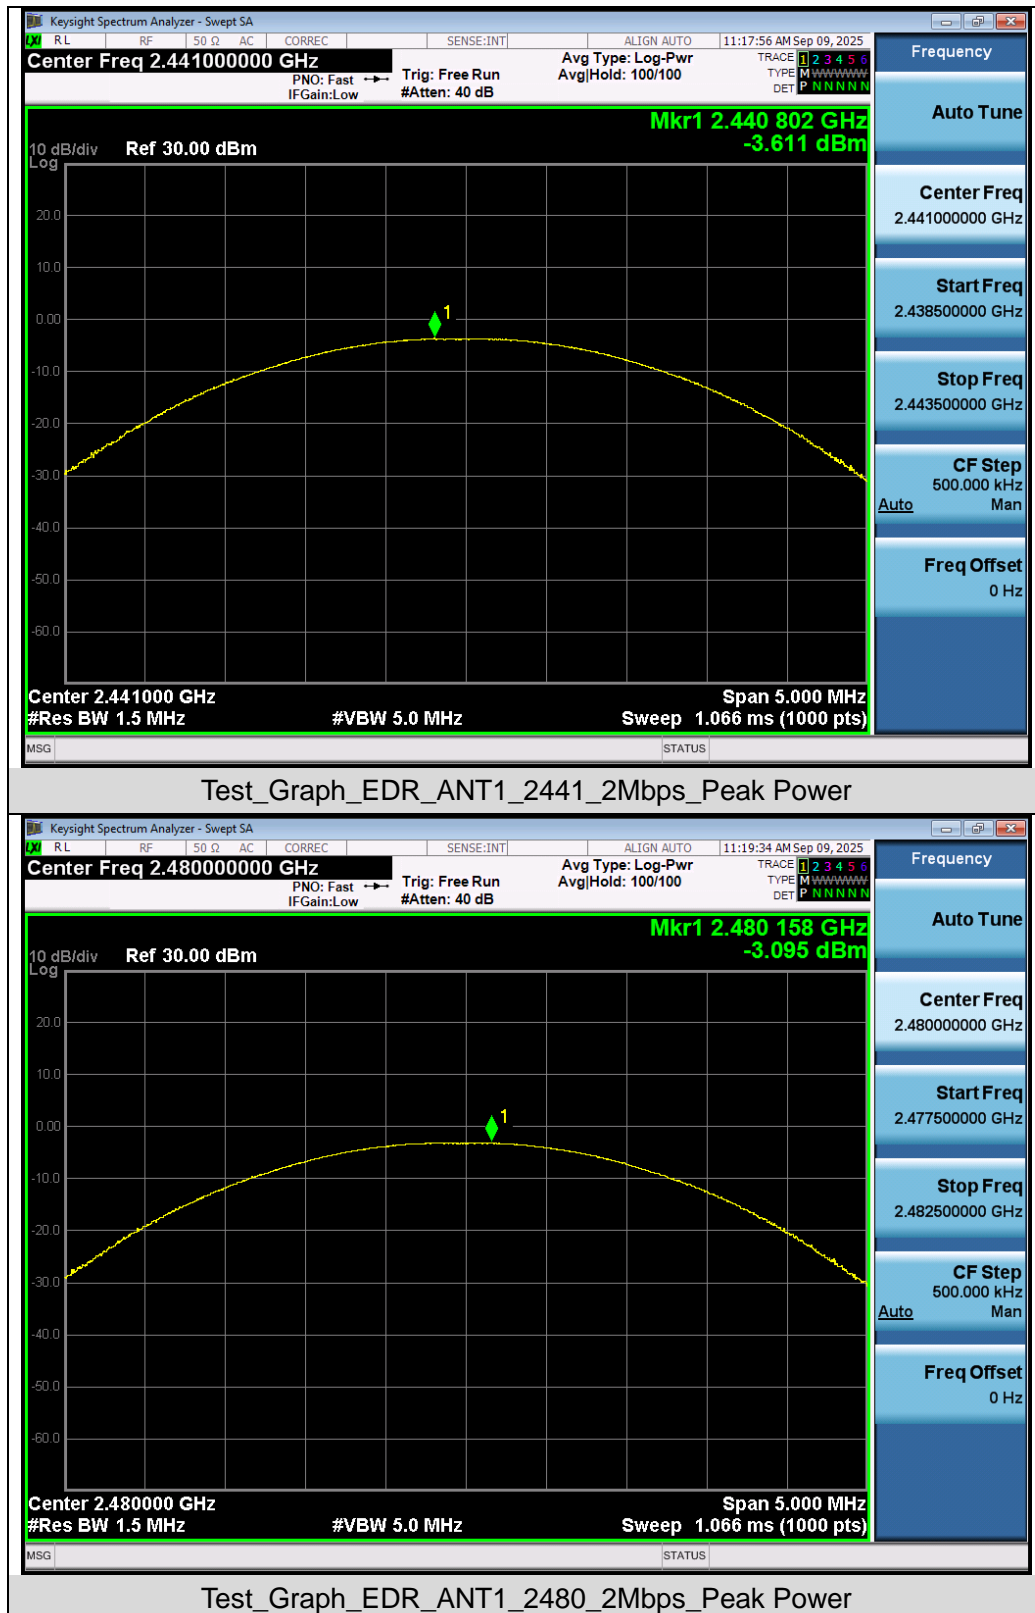 Keysight Spectrum Analyzer - Swept SA
LXI RL RF 50 Ω AC CORREC SENSE:INT ALIGN AUTO 11:17:56 AM Sep 09, 2025
Center Freq 2.441000000 GHz
PNO: Fast
IFGain:Low
Trig: Free Run
#Atten: 40 dB
Avg Type: Log-Pwr
Avg|Hold: 100/100
TRACE 1 2 3 4 5 6
TYPE M WWWWW
DET P N N N N N
Mkr1 2.440 802 GHz
-3.611 dBm
10 dB/div Ref 30.00 dBm
Log
20.0
10.0
0.00
-10.0
-20.0
-30.0
-40.0
-50.0
-60.0
1
Center 2.441000 GHz Span 5.000 MHz
#Res BW 1.5 MHz #VBW 5.0 MHz Sweep 1.066 ms (1000 pts)
MSG STATUS
Frequency
Auto Tune
Center Freq
2.441000000 GHz
Start Freq
2.438500000 GHz
Stop Freq
2.443500000 GHz
CF Step
500.000 kHz
Auto Man
Freq Offset
0 Hz
Test_Graph_EDR_ANT1_2441_2Mbps_Peak Power
Keysight Spectrum Analyzer - Swept SA
LXI RL RF 50 Ω AC CORREC SENSE:INT ALIGN AUTO 11:19:34 AM Sep 09, 2025
Center Freq 2.480000000 GHz
PNO: Fast
IFGain:Low
Trig: Free Run
#Atten: 40 dB
Avg Type: Log-Pwr
Avg|Hold: 100/100
TRACE 1 2 3 4 5 6
TYPE M WWWWW
DET P N N N N N
Mkr1 2.480 158 GHz
-3.095 dBm
10 dB/div Ref 30.00 dBm
Log
20.0
10.0
0.00
-10.0
-20.0
-30.0
-40.0
-50.0
-60.0
1
Center 2.480000 GHz Span 5.000 MHz
#Res BW 1.5 MHz #VBW 5.0 MHz Sweep 1.066 ms (1000 pts)
MSG STATUS
Frequency
Auto Tune
Center Freq
2.480000000 GHz
Start Freq
2.477500000 GHz
Stop Freq
2.482500000 GHz
CF Step
500.000 kHz
Auto Man
Freq Offset
0 Hz
Test_Graph_EDR_ANT1_2480_2Mbps_Peak Power